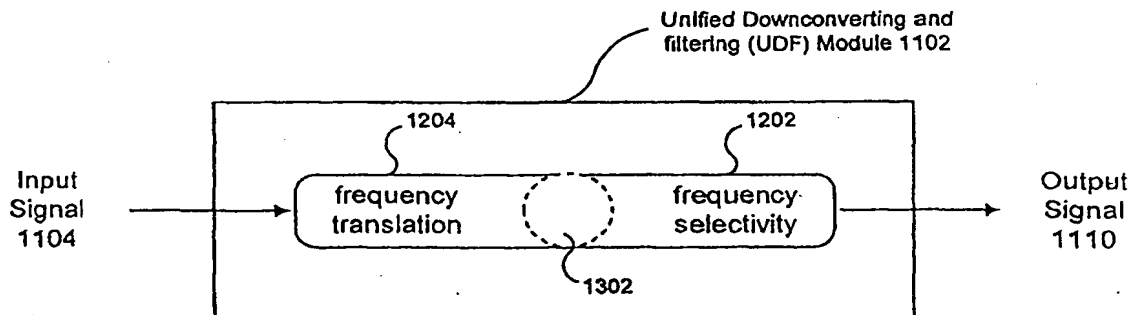 Unified Downconverting and
filtering (UDF) Module 1102
1204
1202
Input
Signal
1104
frequency
translation
frequency
selectivity
Output
Signal
1110
1302